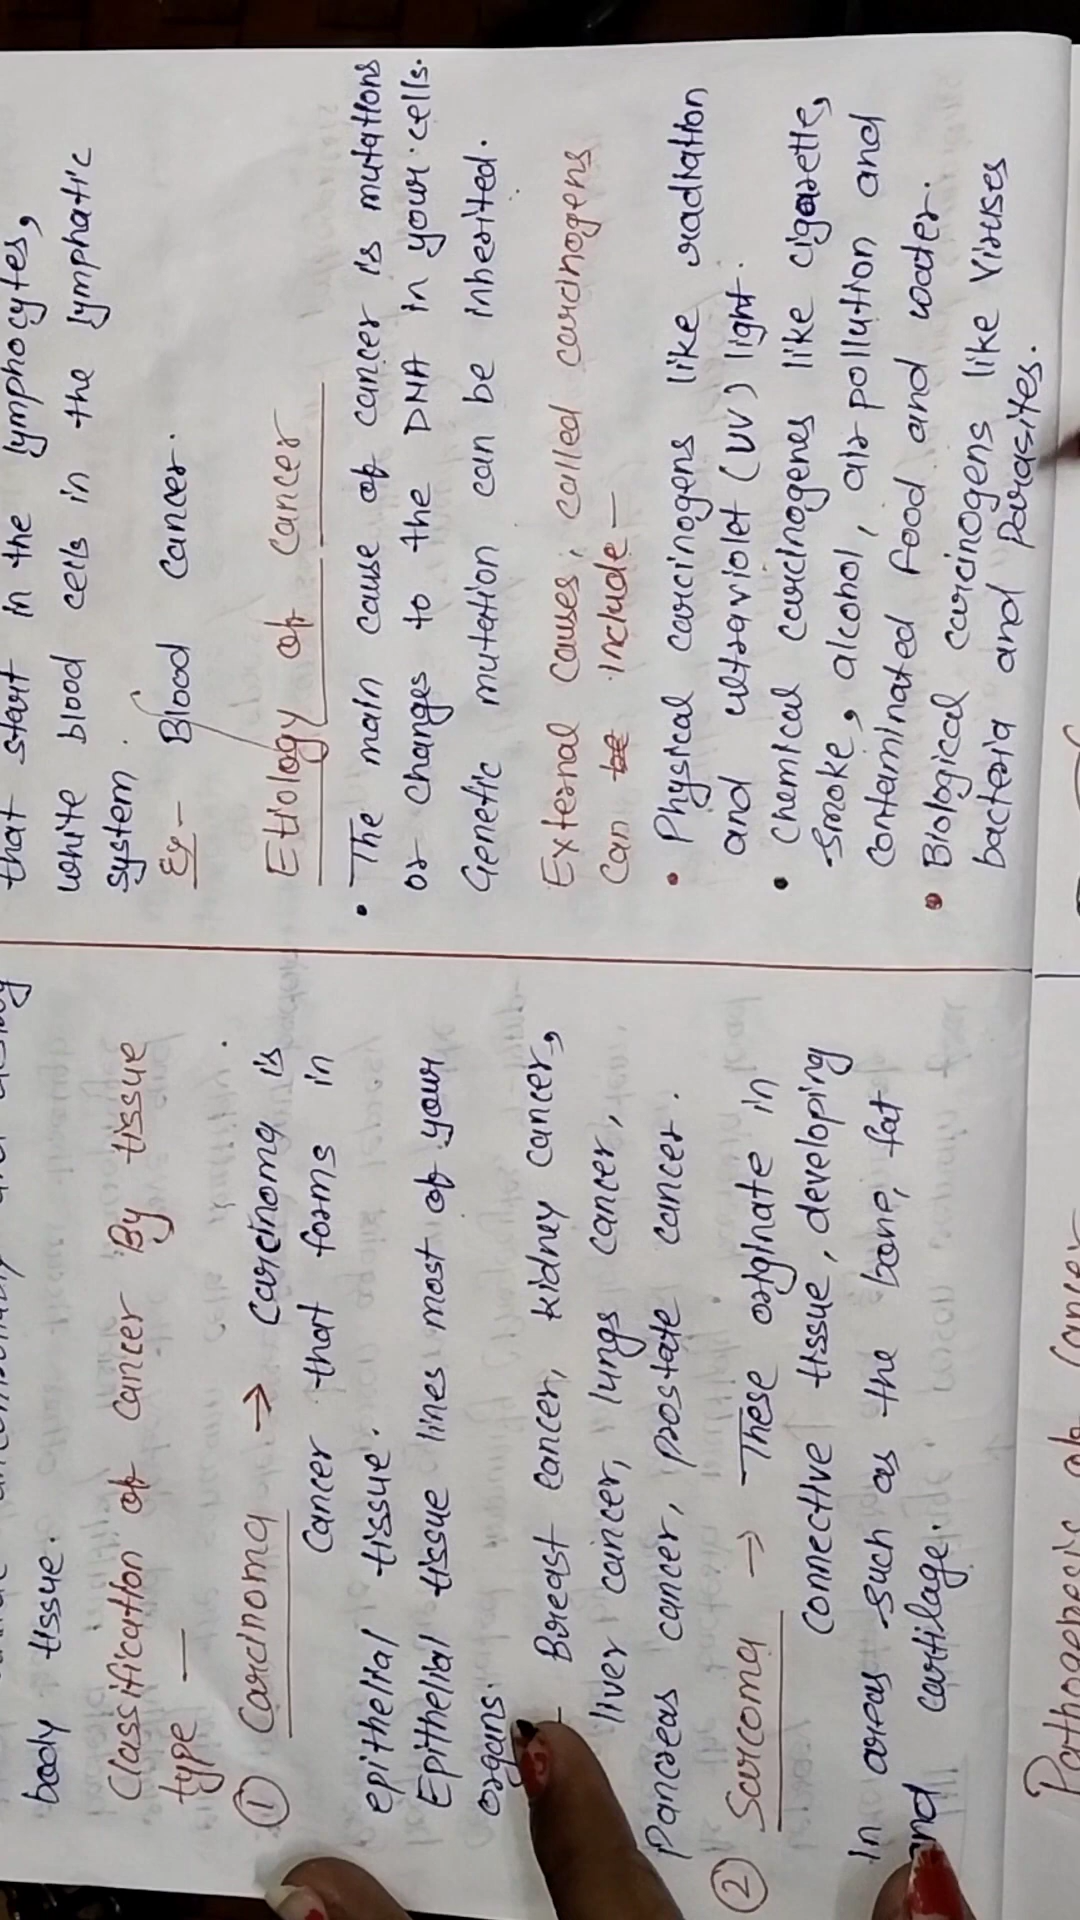 body tissue.
Classification of cancer By tissue
type —
① Carcinoma → Carcinoma is
cancer that forms in
epithelial tissue.
Epithelial tissue lines most of your
organs.
Breast cancer, kidney cancer,
liver cancer, lungs cancer,
Pancreas cancer, prostate cancer.
② Sarcoma → These originate in
connective tissue, developing
In areas such as the bone, fat
and cartilage.
Pathogenesis of Cancer
that start in the lymphocytes,
white blood cells in the lymphatic
system.
Ex - Blood cancer.
Etiology of cancer
• The main cause of cancer is mutations
or changes to the DNA in your cells.
Genetic mutation can be inherited.
External causes, called carcinogens
can include —
• Physical carcinogens like radiation
and ultraviolet (UV) light.
• Chemical carcinogenes like cigarette,
smoke, alcohol, air pollution and
contaminated food and water.
• Biological carcinogens like viruses
bacteria and Parasites.